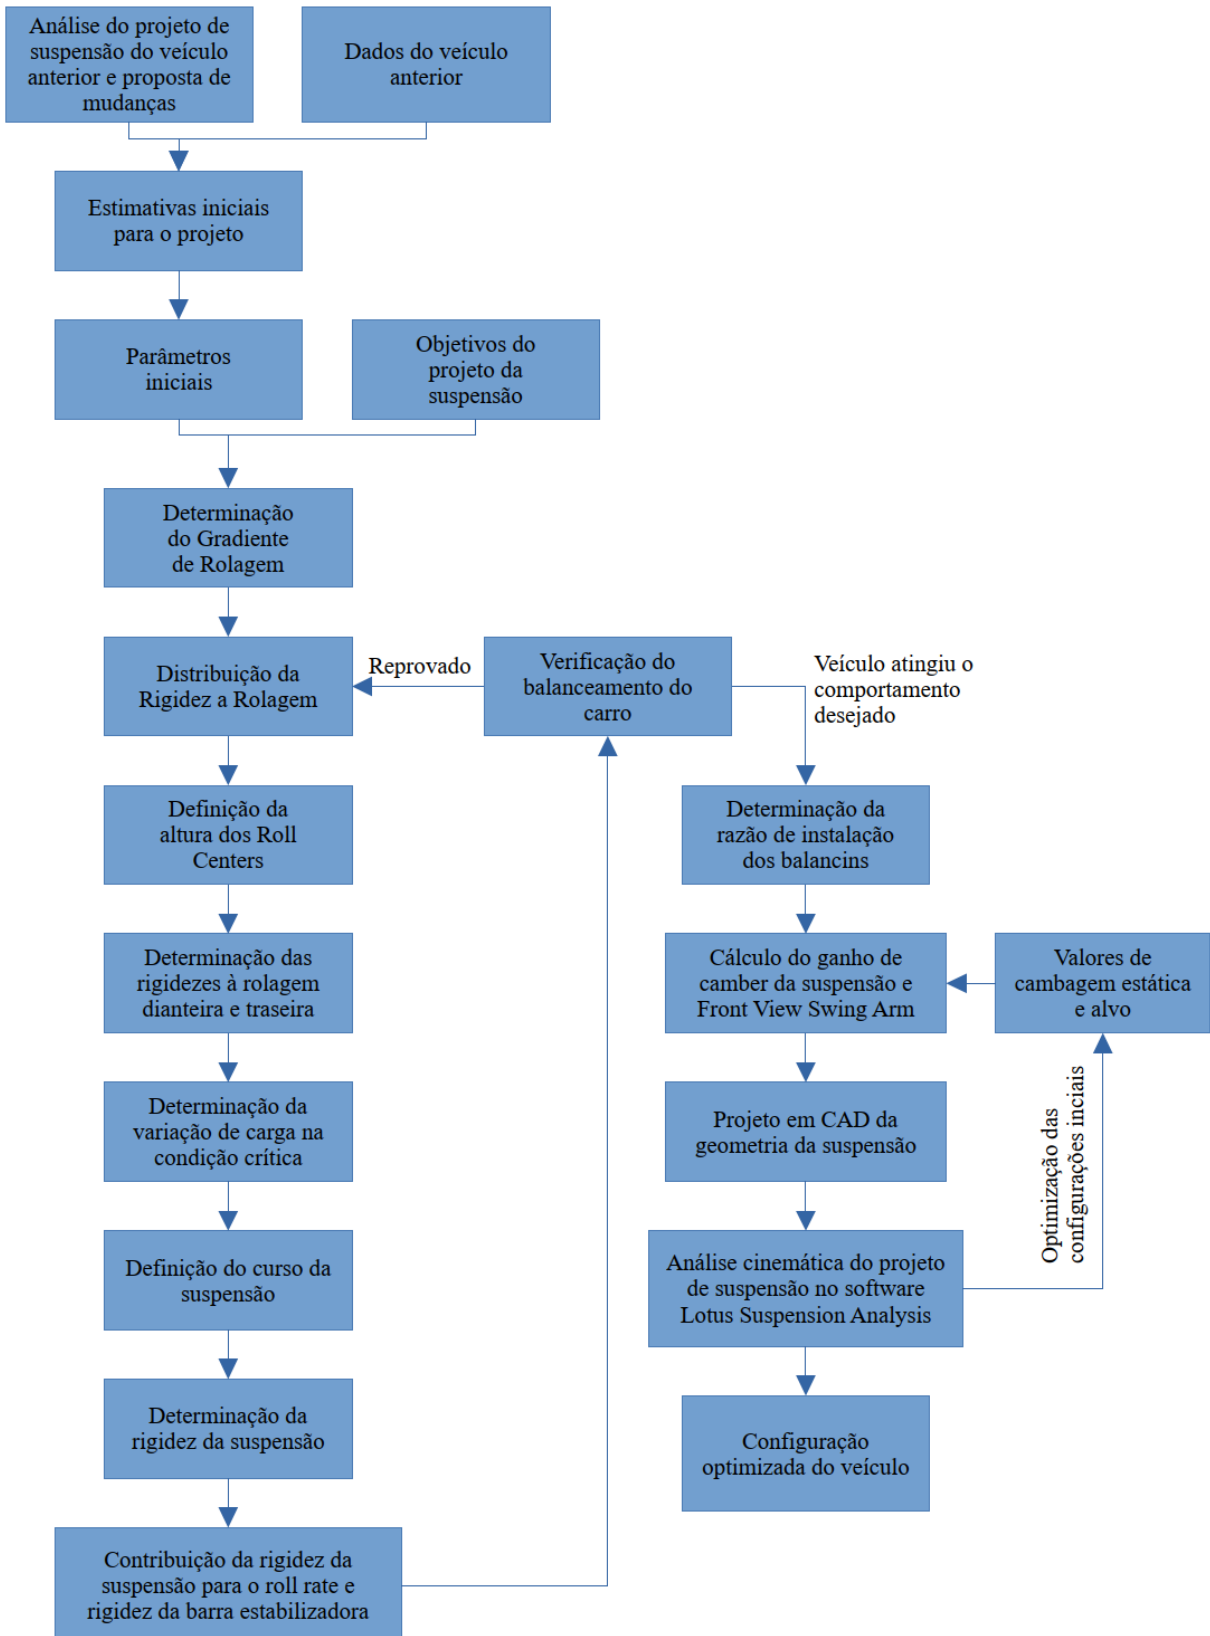 Análise do projeto de
suspensão do veículo
anterior e proposta de
mudanças
Dados do veículo
anterior
Estimativas iniciais
para o projeto
Parâmetros
iniciais
Objetivos do
projeto da
suspensão
Determinação
do Gradiente
de Rolagem
Distribuição da
Rigidez a Rolagem
Reprovado
Verificação do
balanceamento do
carro
Veículo atingiu o
comportamento
desejado
Definição da
altura dos Roll
Centers
Determinação da
razão de instalação
dos balancins
Determinação das
rigidezes à rolagem
dianteira e traseira
Cálculo do ganho de
camber da suspensão e
Front View Swing Arm
Valores de
cambagem estática
e alvo
Determinação da
variação de carga na
condição crítica
Projeto em CAD da
geometria da suspensão
Optimização das
configurações inciais
Definição do curso da
suspensão
Análise cinemática do projeto
de suspensão no software
Lotus Suspension Analysis
Determinação da
rigidez da suspensão
Configuração
optimizada do veículo
Contribuição da rigidez da
suspensão para o roll rate e
rigidez da barra estabilizadora